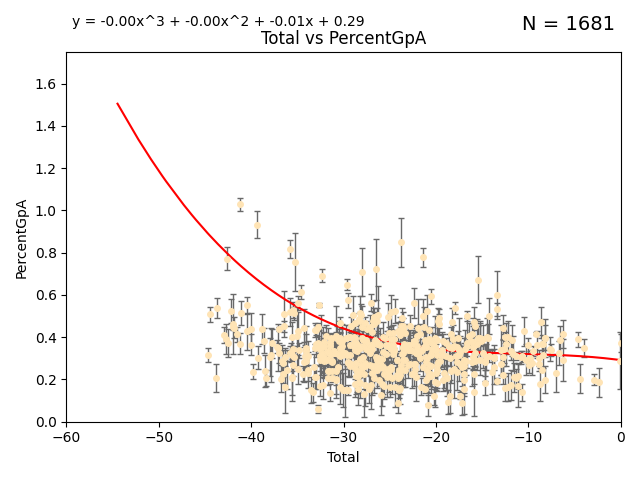 y = -0.00x^3 + -0.00x^2 + -0.01x + 0.29
N = 1681
Total vs PercentGpA
PercentGpA
1.6
1.4
1.2
1.0
0.8
0.6
0.4
0.2
0.0
−60 −50 −40 −30 −20 −10 0
Total